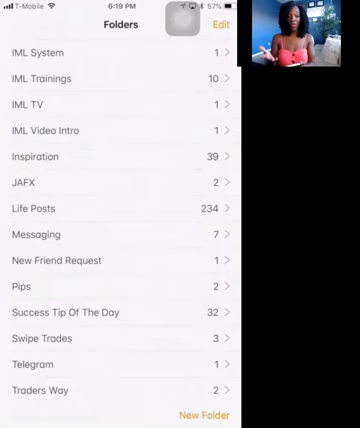 T-Mobile 6:19 PM 57%
Folders Edit
IML System 1
IML Trainings 10
IML TV 1
IML Video Intro 1
Inspiration 39
JAFX 2
Life Posts 234
Messaging 7
New Friend Request 1
Pips 2
Success Tip Of The Day 32
Swipe Trades 3
Telegram 1
Traders Way 2
New Folder